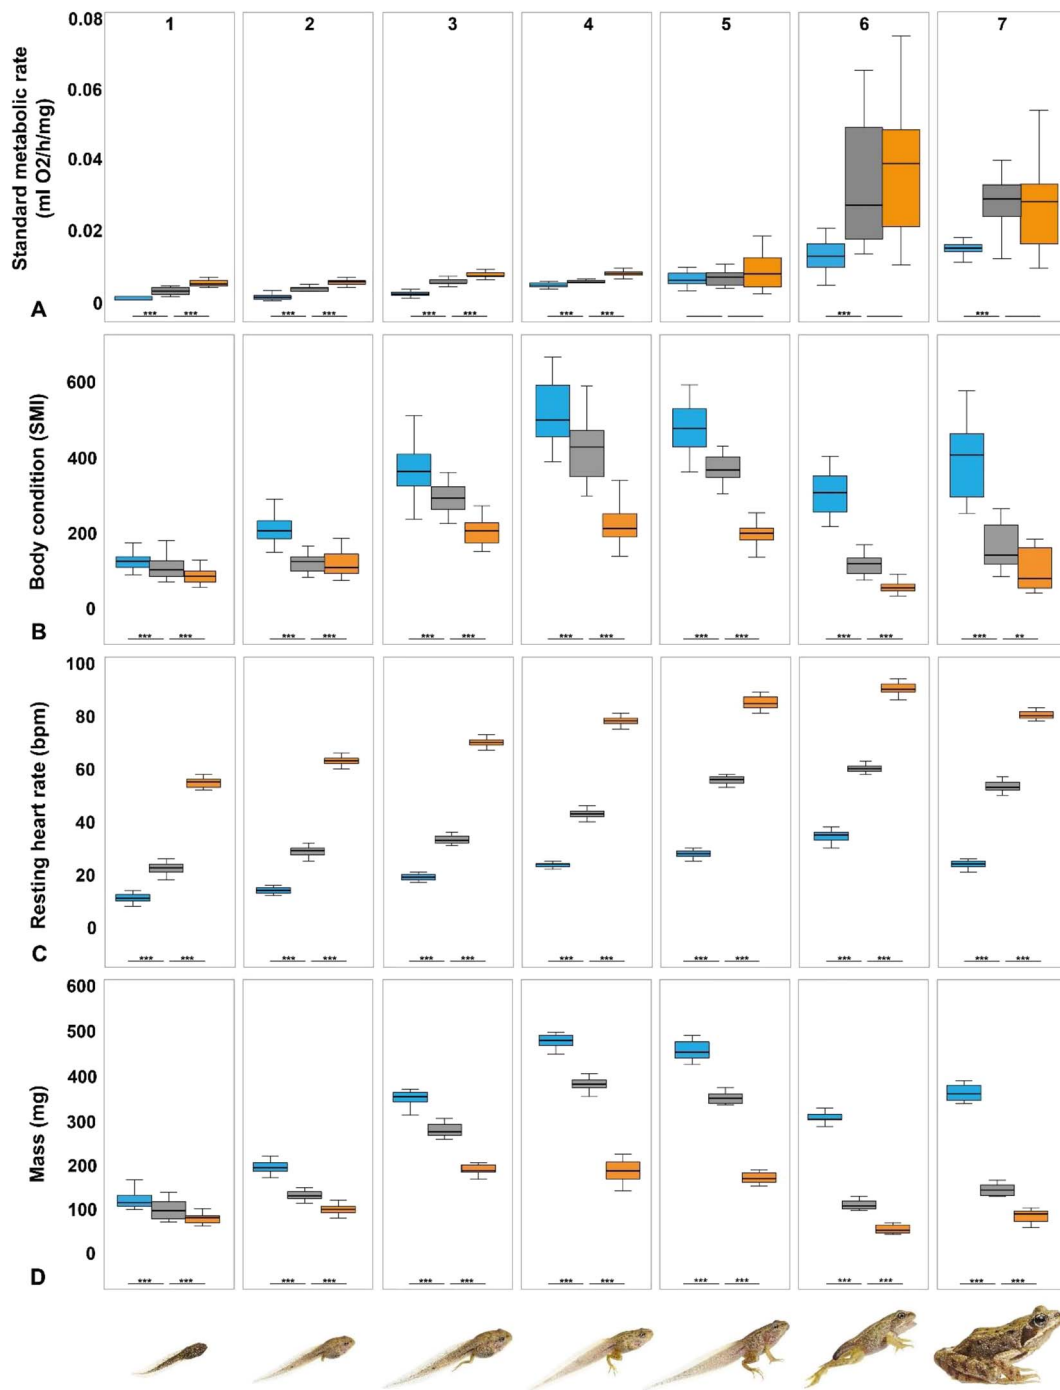 1 2 3 4 5 6 7
Standard metabolic rate
(ml O2/h/mg)
0.08
0.06
0.04
0.02
0
A
*** *** *** *** *** *** *** *** *** ***
Body condition (SMI)
600
400
200
0
B
*** *** *** *** *** *** *** *** *** *** *** *** *** **
Resting heart rate (bpm)
100
80
60
40
20
0
C
*** *** *** *** *** *** *** *** *** *** *** *** *** ***
Mass (mg)
600
500
400
300
200
100
0
D
*** *** *** *** *** *** *** *** *** *** *** *** *** ***